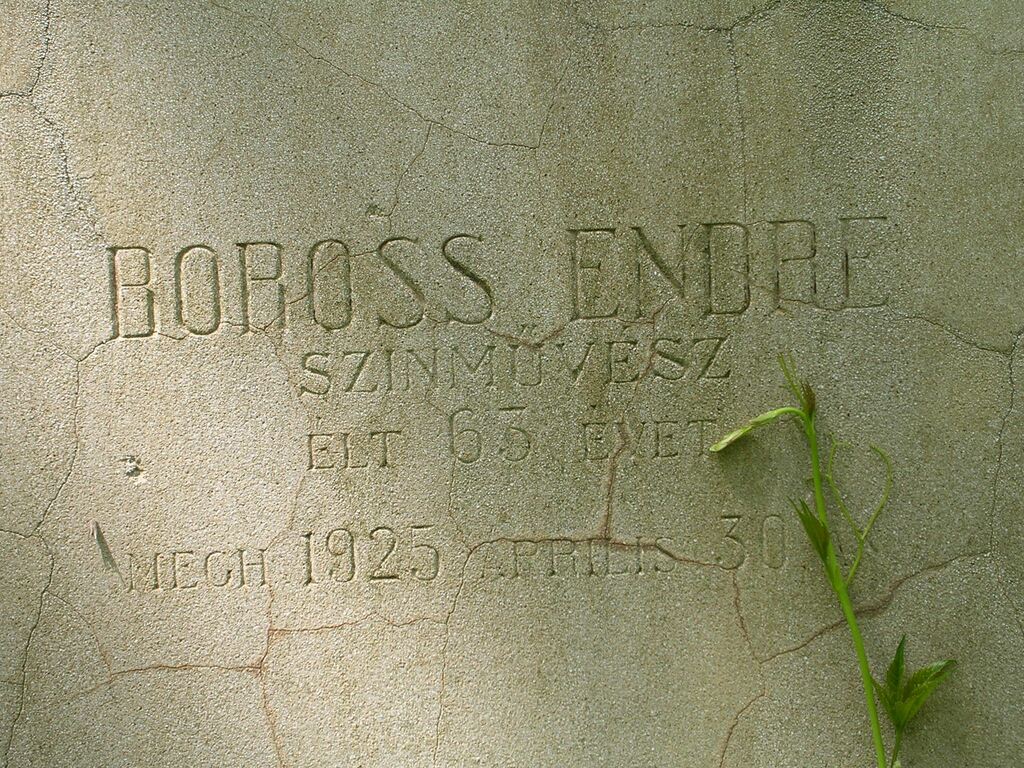 BOROSS ENDRE
SZINMŰVÉSZ
ÉLT 63 ÉVET
MEGH 1925 ÁPRILIS 30.